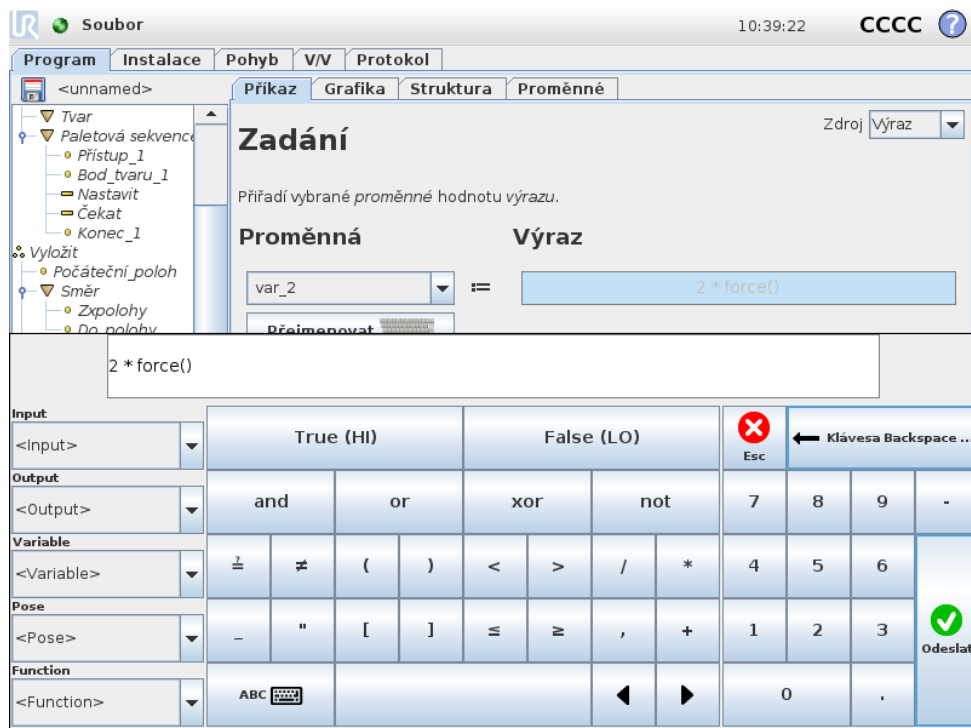 UR Soubor 10:39:22 CCCC ?
Program Instalace Pohyb V/V Protokol
<unnamed> Příkaz Grafika Struktura Proměnné
Tvar
Paletová sekvence
Přístup_1
Bod_tvaru_1
Nastavit
Čekat
Konec_1
Vyložit
Počáteční_poloh
Směr
Zxpolohy
Do_polohy
Zadání
Zdroj Výraz
Přiřadí vybrané proměnné hodnotu výrazu.
Proměnná Výraz
var_2 := 2 * force()
Přejmenovat
2 * force()
Input
<Input>
Output
<Output>
Variable
<Variable>
Pose
<Pose>
Function
<Function>
True (HI) False (LO) Esc Klávesa Backspace ...
and or xor not 7 8 9 -
≟ ≠ ( ) < > / * 4 5 6
_ " [ ] ≤ ≥ , + 1 2 3 Odeslat
ABC 0 .